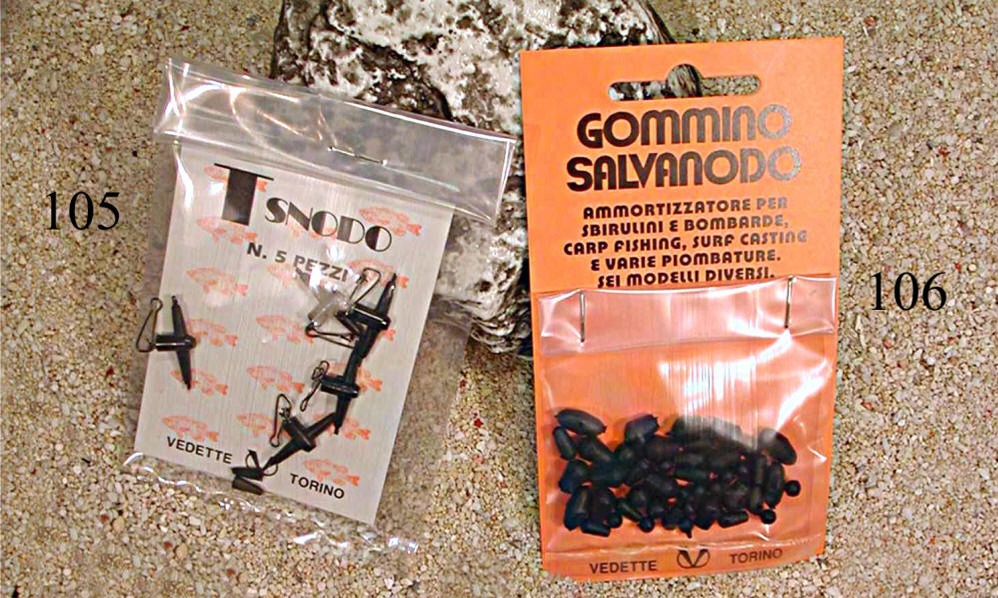 105
T SNODO
N. 5 PEZZI
VEDETTE TORINO
GOMMINO
SALVANODO
AMMORTIZZATORE PER
SBIRULINI E BOMBARDE,
CARP FISHING, SURF CASTING
E VARIE PIOMBATURE.
SEI MODELLI DIVERSI.
VEDETTE TORINO
106